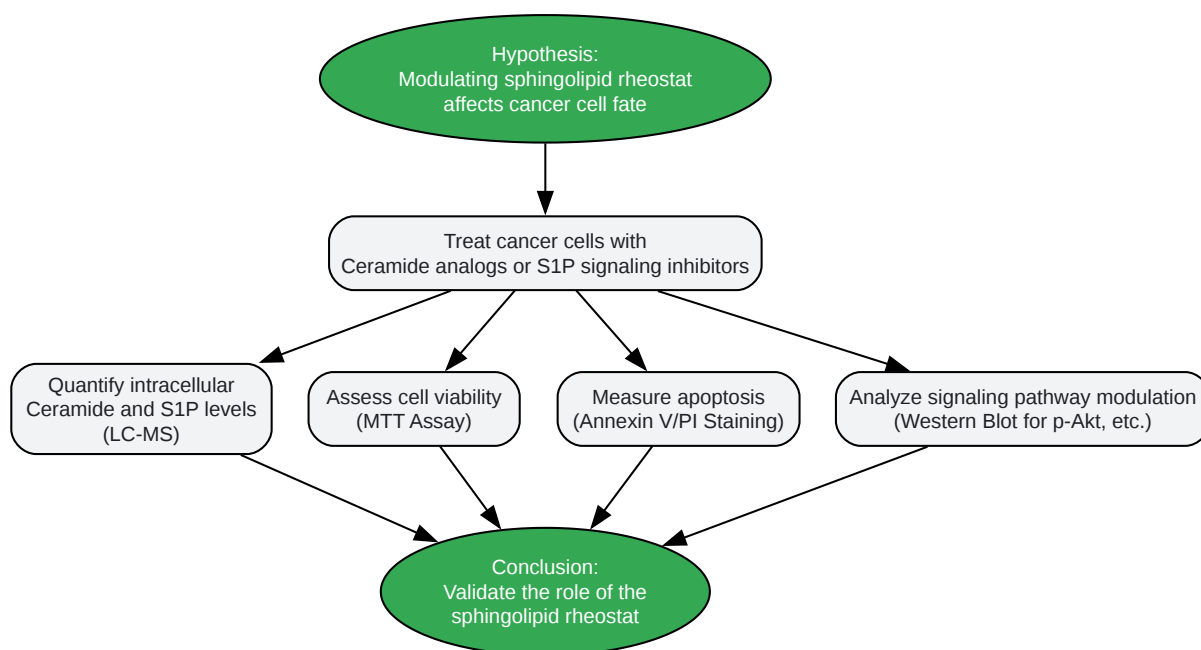 Hypothesis:
Modulating sphingolipid rheostat
affects cancer cell fate
Treat cancer cells with
Ceramide analogs or S1P signaling inhibitors
Quantify intracellular
Ceramide and S1P levels
(LC-MS)
Assess cell viability
(MTT Assay)
Measure apoptosis
(Annexin V/PI Staining)
Analyze signaling pathway modulation
(Western Blot for p-Akt, etc.)
Conclusion:
Validate the role of the
sphingolipid rheostat